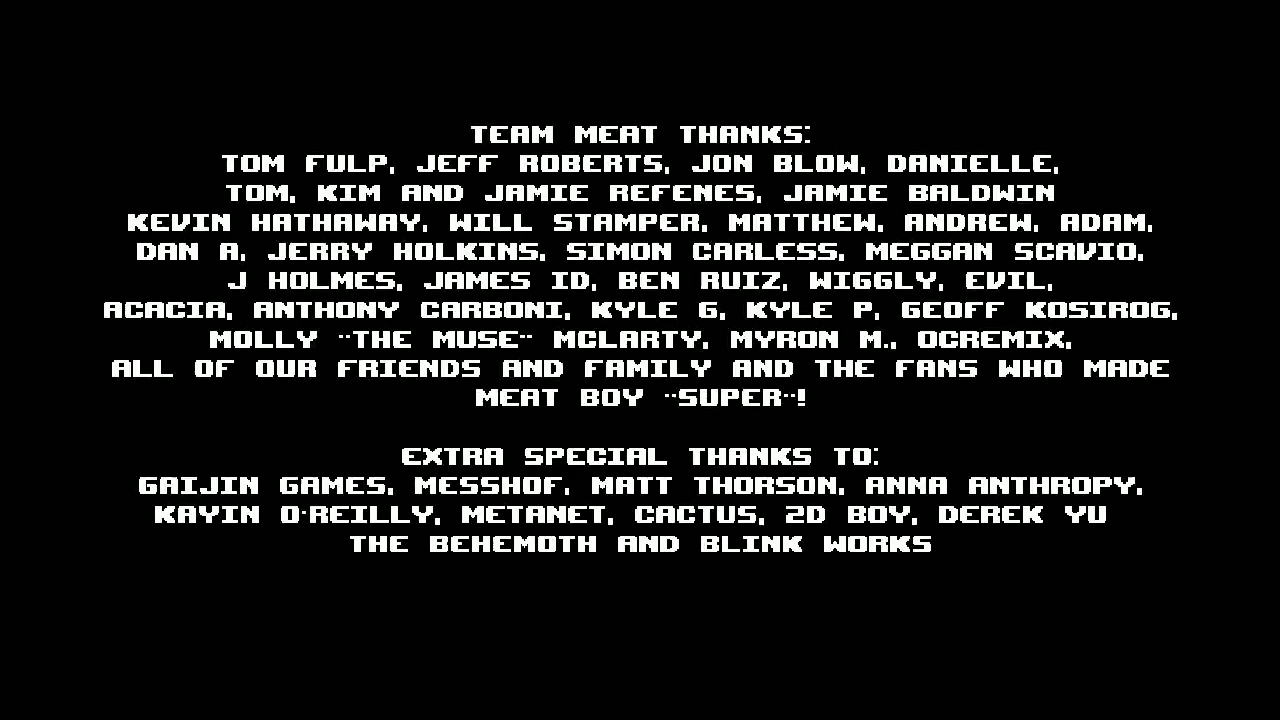 TEAM MEAT THANKS:
TOM FULP, JEFF ROBERTS, JON BLOW, DANIELLE,
TOM, KIM AND JAMIE REFENES, JAMIE BALDWIN
KEVIN HATHAWAY, WILL STAMPER, MATTHEW, ANDREW, ADAM,
DAN A, JERRY HOLKINS, SIMON CARLESS, MEGGAN SCAVIO,
J HOLMES, JAMES ID, BEN RUIZ, WIGGLY, EVIL,
ACACIA, ANTHONY CARBONI, KYLE G, KYLE P, GEOFF KOSIROG,
MOLLY "THE MUSE" MCLARTY, MYRON M., OCREMIX,
ALL OF OUR FRIENDS AND FAMILY AND THE FANS WHO MADE
MEAT BOY "SUPER"!
EXTRA SPECIAL THANKS TO:
GAIJIN GAMES, MESSHOF, MATT THORSON, ANNA ANTHROPY,
KAYIN O'REILLY, METANET, CACTUS, 2D BOY, DEREK YU
THE BEHEMOTH AND BLINK WORKS